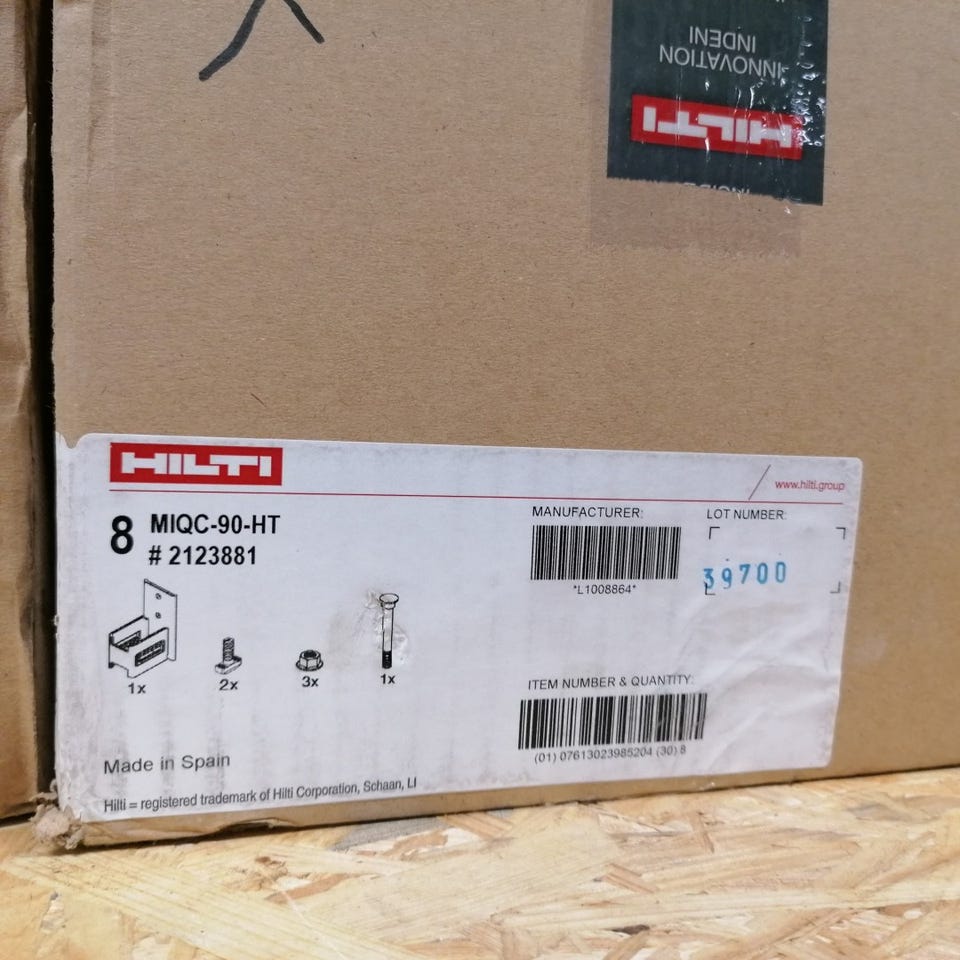 INNOVATION
INDENI
HILTI
HILTI
www.hilti.group
8 MIQC-90-HT
# 2123881
1x
2x
3x
1x
MANUFACTURER:
*L1008864*
LOT NUMBER:
39700
ITEM NUMBER & QUANTITY:
(01) 07613023985204 (30) 8
Made in Spain
Hilti = registered trademark of Hilti Corporation, Schaan, LI